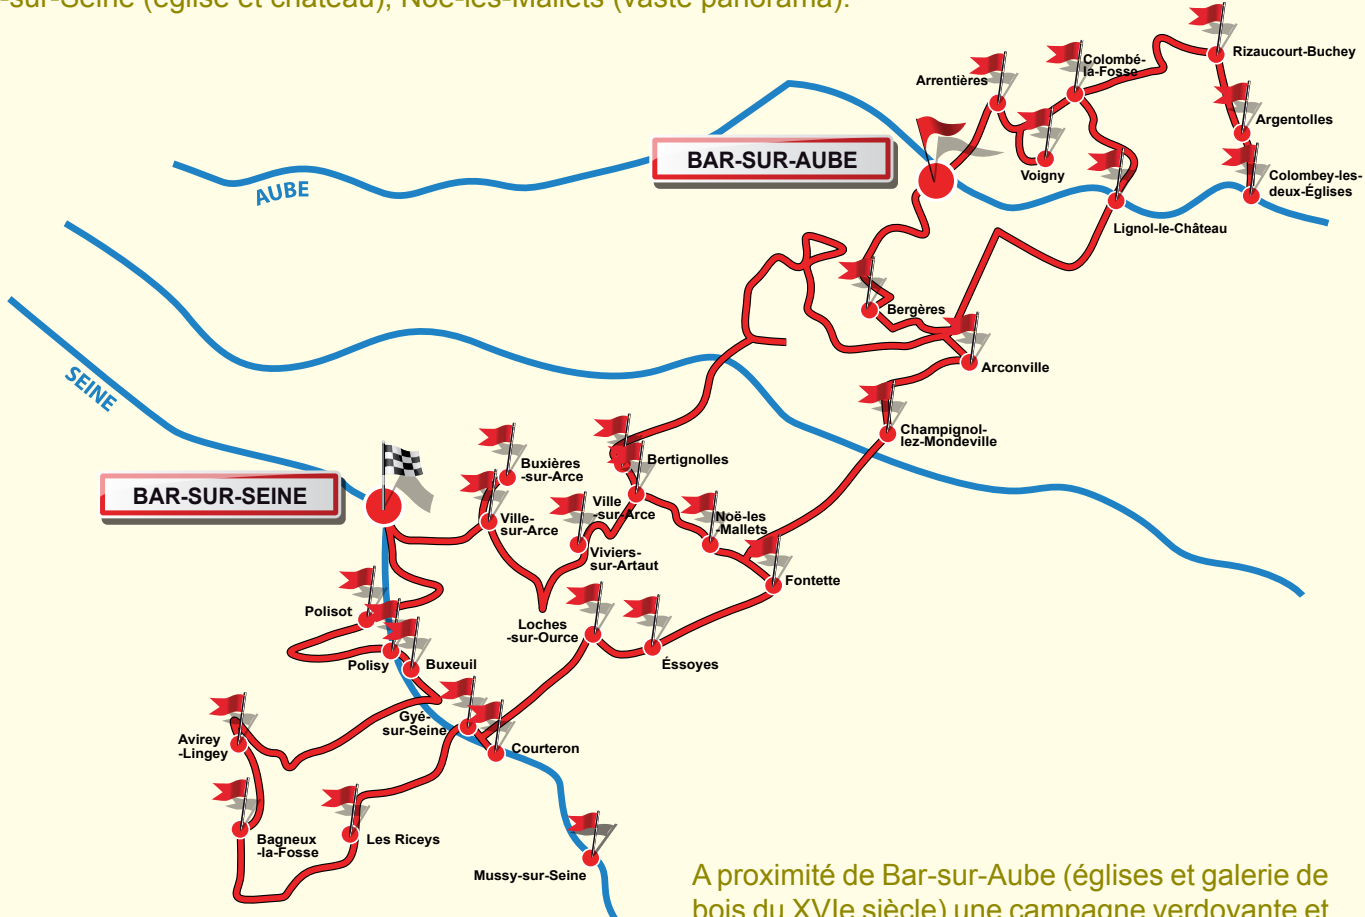 -sur-Seine (église et château), Noë-les-Mallets (vaste panorama).
Rizaucourt-Buchey
Colombé-
la-Fosse
Arrentières
Argentolles
BAR-SUR-AUBE
Voigny
Colombey-les-
deux-Églises
AUBE
Lignol-le-Château
Bergères
Arconville
SEINE
Champignol-
lez-Mondeville
Buxières
-sur-Arce
Bertignolles
BAR-SUR-SEINE
Ville-
sur-Arce
Ville
-sur-Arce
Noë-les
-Mallets
Viviers-
sur-Artaut
Fontette
Polisot
Loches
-sur-Ource
Éssoyes
Polisy
Buxeuil
Gyé-
sur-Seine
Avirey
-Lingey
Courteron
Bagneux
-la-Fosse
Les Riceys
Mussy-sur-Seine
A proximité de Bar-sur-Aube (églises et galerie de
bois du XVIe siècle) une campagne verdoyante et